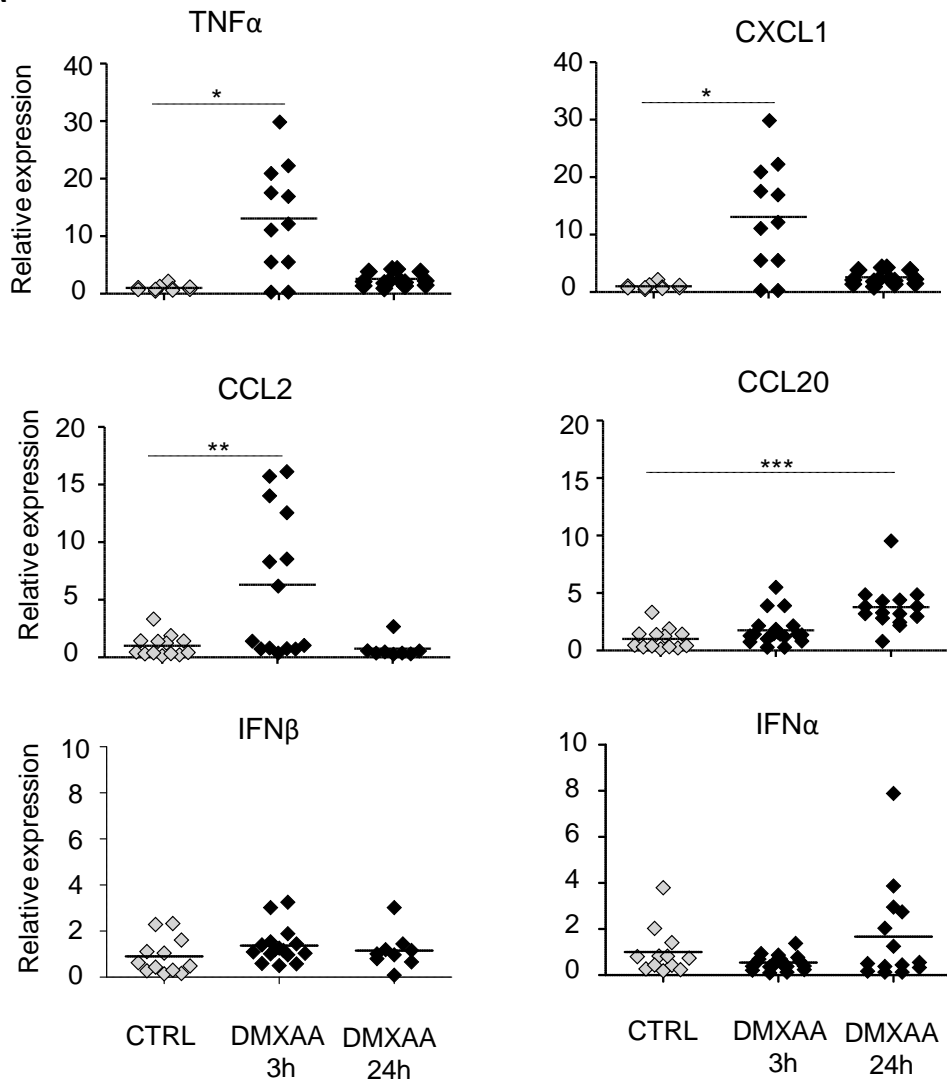 TNFα
CXCL1
Relative expression
40
30
20
10
0
*
40
30
20
10
0
*
CCL2
CCL20
Relative expression
20
15
10
5
0
**
20
15
10
5
0
***
IFNβ
IFNα
Relative expression
10
8
6
4
2
0
10
8
6
4
2
0
CTRL
DMXAA
3h
DMXAA
24h
CTRL
DMXAA
3h
DMXAA
24h